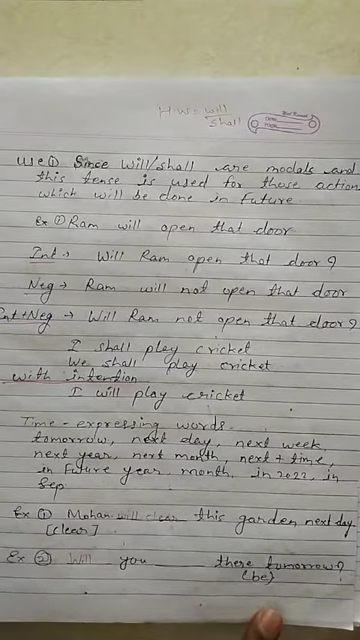 H.W:- will
shall
Use ① Since Will/shall are modals and
this tense is used for those action
which will be done in future
Ex ① Ram will open that door
Int → Will Ram open that door?
Neg → Ram will not open that door
Int+Neg → Will Ram not open that door?
I shall play cricket
We shall play cricket
with intention
I will play cricket
Time-expressing words.
tomorrow, next day, next week
next year, next month, next + time,
in future year, month, in 2022, in
Sep
Ex ① Mohan will clear this garden next day.
[clear]
Ex ② Will you ____ there tomorrow?
(be)